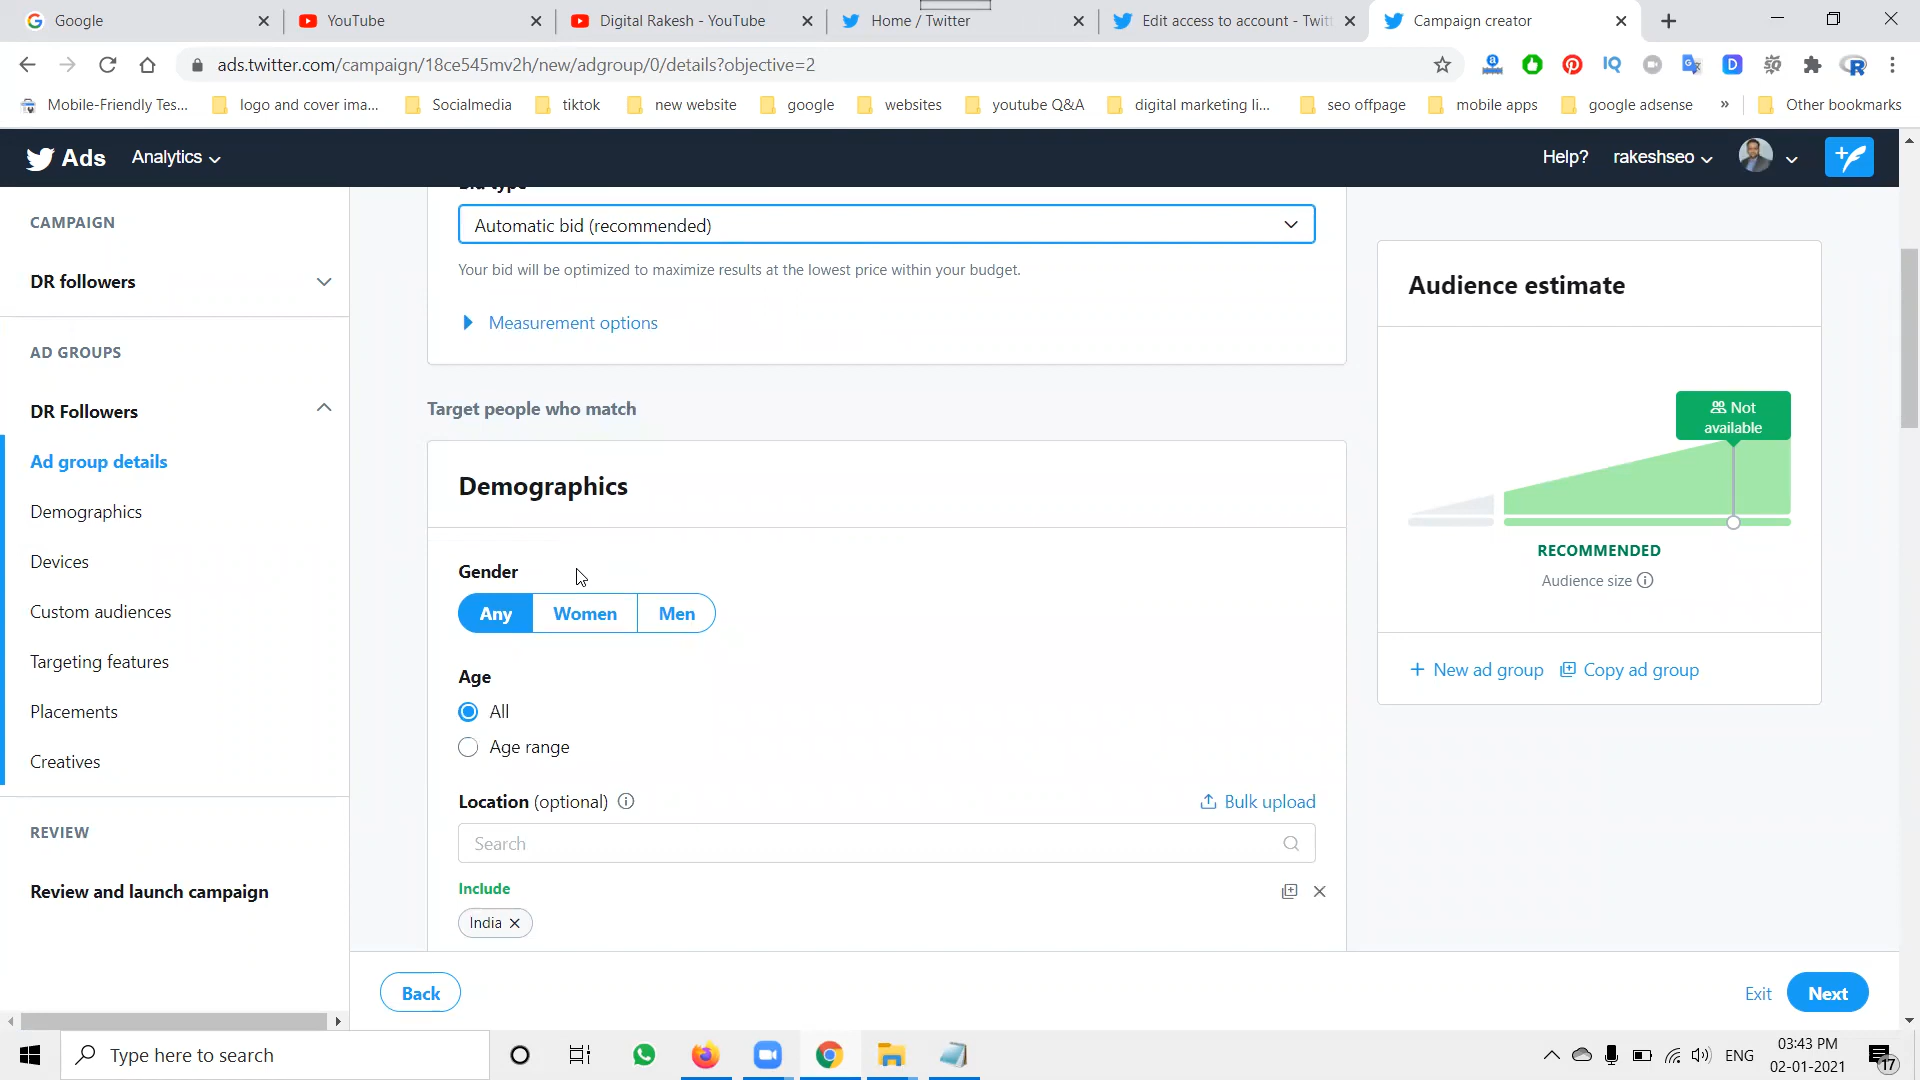 Google
YouTube
Digital Rakesh - YouTube
Home / Twitter
Edit access to account - Twitt
Campaign creator
ads.twitter.com/campaign/18ce545mv2h/new/adgroup/0/details?objective=2
Mobile-Friendly Tes...
logo and cover ima...
Socialmedia
tiktok
new website
google
websites
youtube Q&A
digital marketing li...
seo offpage
mobile apps
google adsense
»
Other bookmarks
Ads
Analytics
Help?
rakeshseo
CAMPAIGN
DR followers
AD GROUPS
DR Followers
Ad group details
Demographics
Devices
Custom audiences
Targeting features
Placements
Creatives
REVIEW
Review and launch campaign
Bid type
Automatic bid (recommended)
Your bid will be optimized to maximize results at the lowest price within your budget.
Measurement options
Target people who match
Demographics
Gender
Any
Women
Men
Age
All
Age range
Location (optional)
Bulk upload
Search
Include
India
Audience estimate
Not
available
RECOMMENDED
Audience size
+ New ad group
Copy ad group
Back
Exit
Next
Type here to search
ENG
03:43 PM
02-01-2021
17